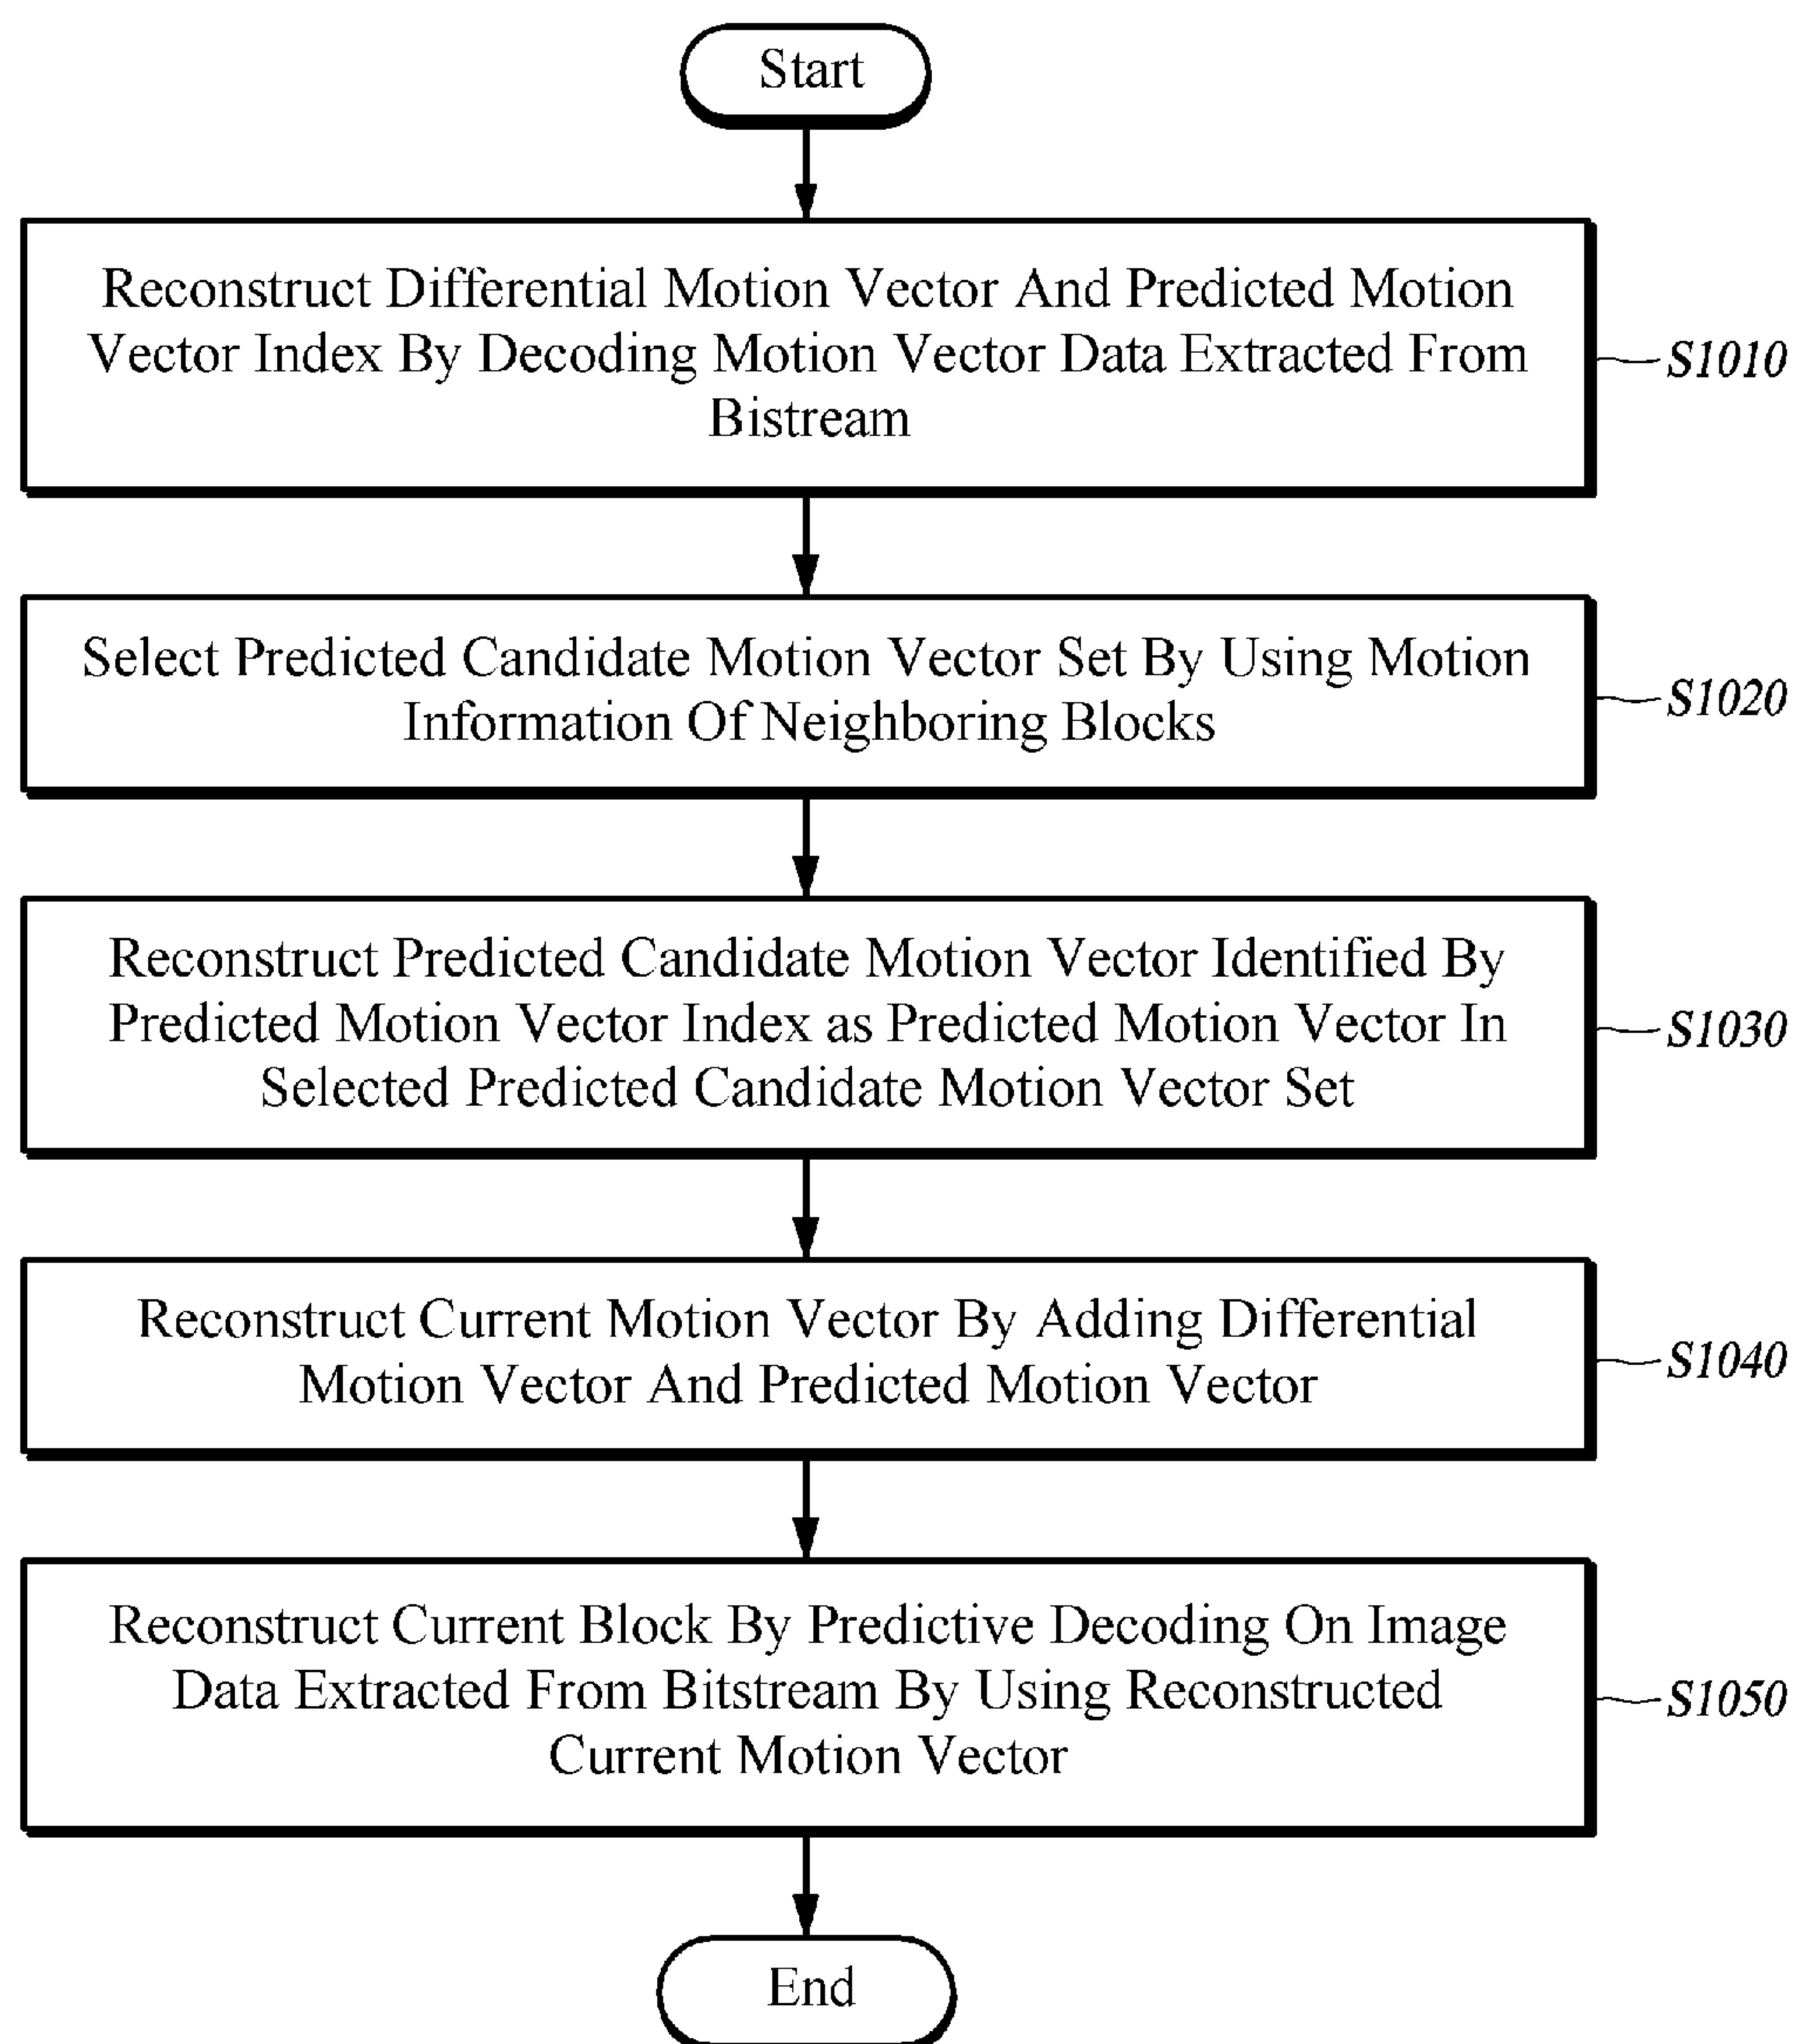 Start
Reconstruct Differential Motion Vector And Predicted Motion
Vector Index By Decoding Motion Vector Data Extracted From
Bistream
S1010
Select Predicted Candidate Motion Vector Set By Using Motion
Information Of Neighboring Blocks
S1020
Reconstruct Predicted Candidate Motion Vector Identified By
Predicted Motion Vector Index as Predicted Motion Vector In
Selected Predicted Candidate Motion Vector Set
S1030
Reconstruct Current Motion Vector By Adding Differential
Motion Vector And Predicted Motion Vector
S1040
Reconstruct Current Block By Predictive Decoding On Image
Data Extracted From Bitstream By Using Reconstructed
Current Motion Vector
S1050
End